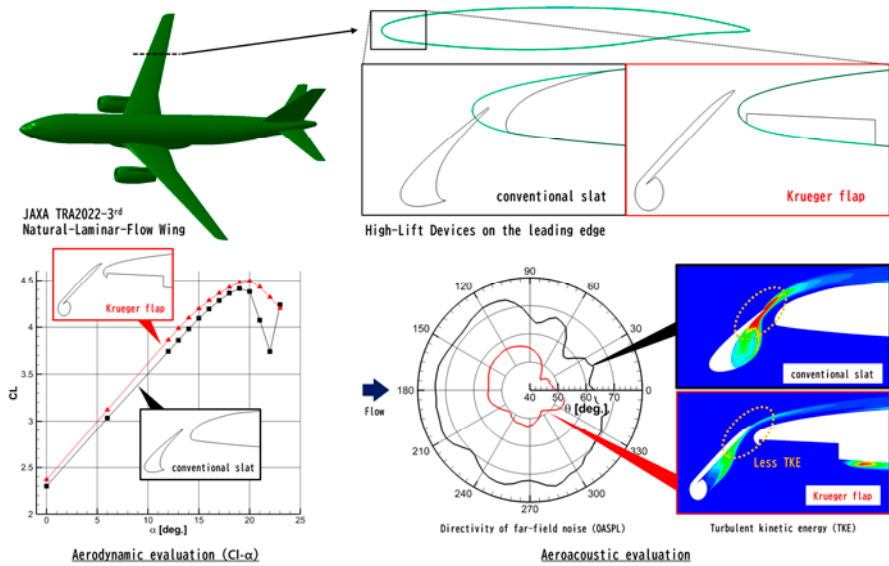 JAXA TRA2022-3rd
Natural-Laminar-Flow Wing
conventional slat
Krueger flap
High-Lift Devices on the leading edge
4.5
4
3.5
3
2.5
2
CL
0
5
10
15
20
25
α [deg.]
Krueger flap
conventional slat
Aerodynamic evaluation (Cl-α)
Flow
90
60
30
0
330
300
270
240
210
180
150
120
40
50
60
70
θ [deg.]
Directivity of far-field noise (OASPL)
conventional slat
Less TKE
Krueger flap
Turbulent kinetic energy (TKE)
Aeroacoustic evaluation